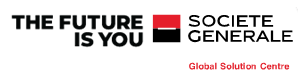 THE FUTURE
IS YOU
SOCIETE
GENERALE
Global Solution Centre